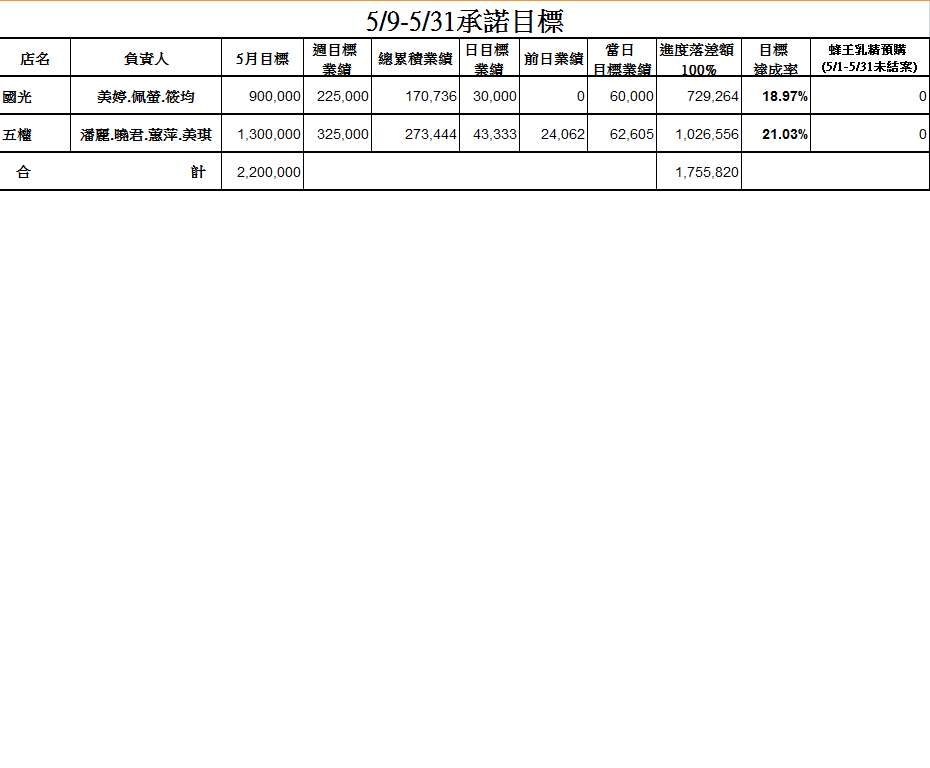 5/9-5/31承諾目標
店名 負責人 5月目標 週目標業績 總累積業績 日目標業績 前日業績 當日目標業績 進度落差額100% 目標達成率 蜂王乳精預購(5/1-5/31未結案)
國光 美婷.佩螢.筱均 900,000 225,000 170,736 30,000 0 60,000 729,264 18.97% 0
五權 潘麗.曉君.蕙萍.美琪 1,300,000 325,000 273,444 43,333 24,062 62,605 1,026,556 21.03% 0
合計 2,200,000 1,755,820